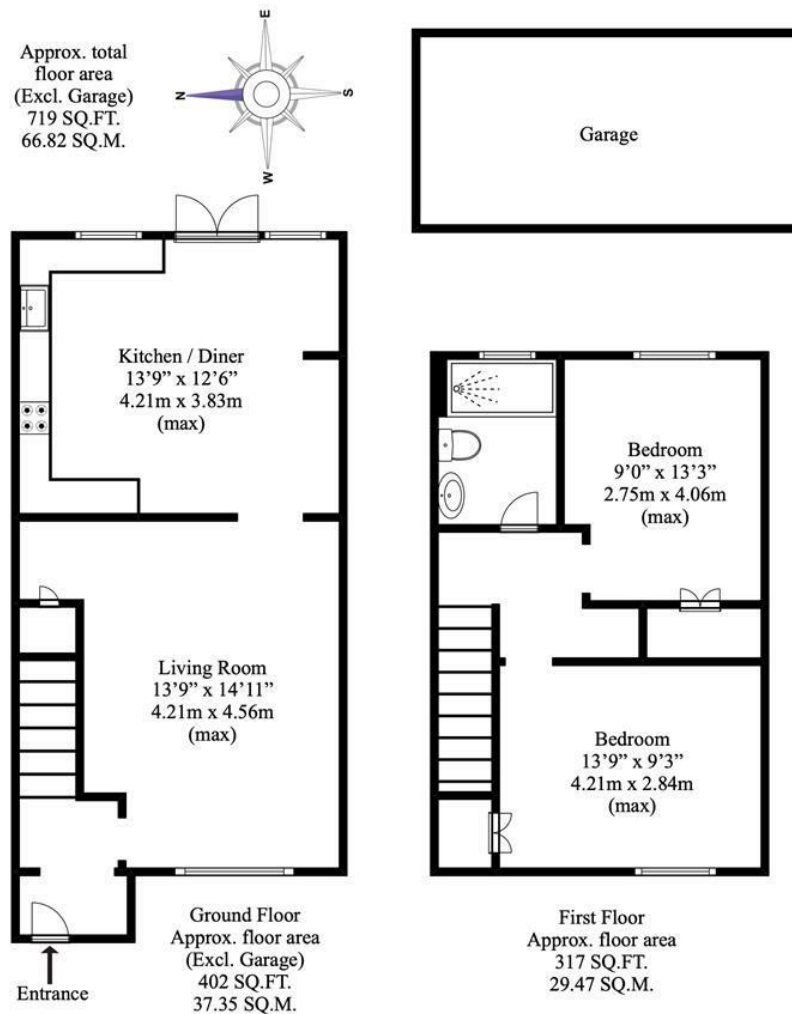 Approx. total
floor area
(Excl. Garage)
719 SQ.FT.
66.82 SQ.M.
E
N
S
W
Garage
Kitchen / Diner
13’9” x 12’6”
4.21m x 3.83m
(max)
Living Room
13’9” x 14’11”
4.21m x 4.56m
(max)
Bedroom
9’0” x 13’3”
2.75m x 4.06m
(max)
Bedroom
13’9” x 9’3”
4.21m x 2.84m
(max)
Entrance
Ground Floor
Approx. floor area
(Excl. Garage)
402 SQ.FT.
37.35 SQ.M.
First Floor
Approx. floor area
317 SQ.FT.
29.47 SQ.M.